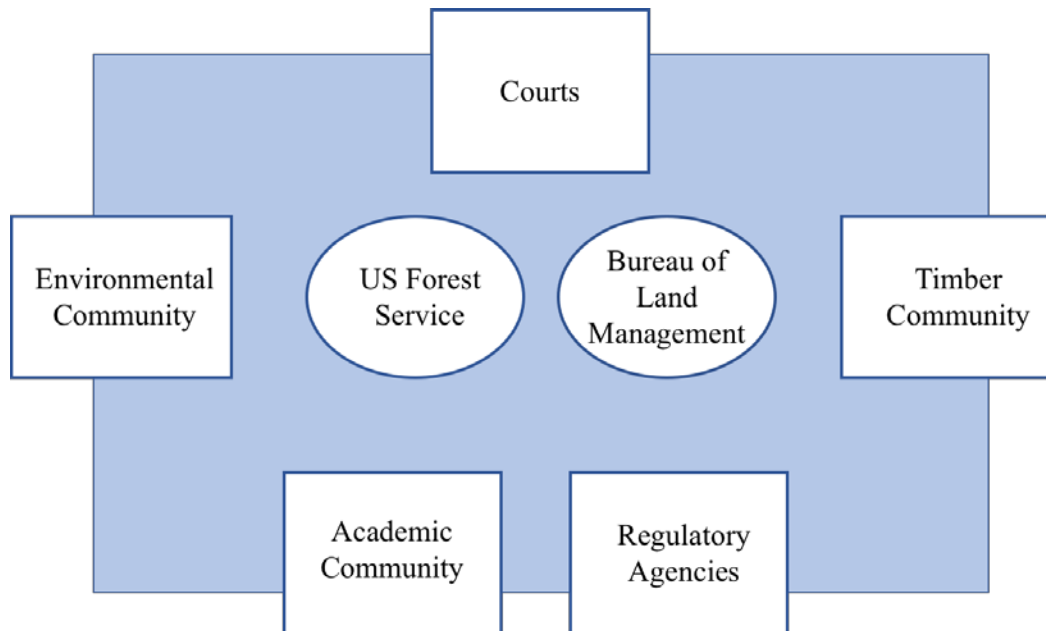 Courts
Environmental
Community
US Forest
Service
Bureau of
Land
Management
Timber
Community
Academic
Community
Regulatory
Agencies